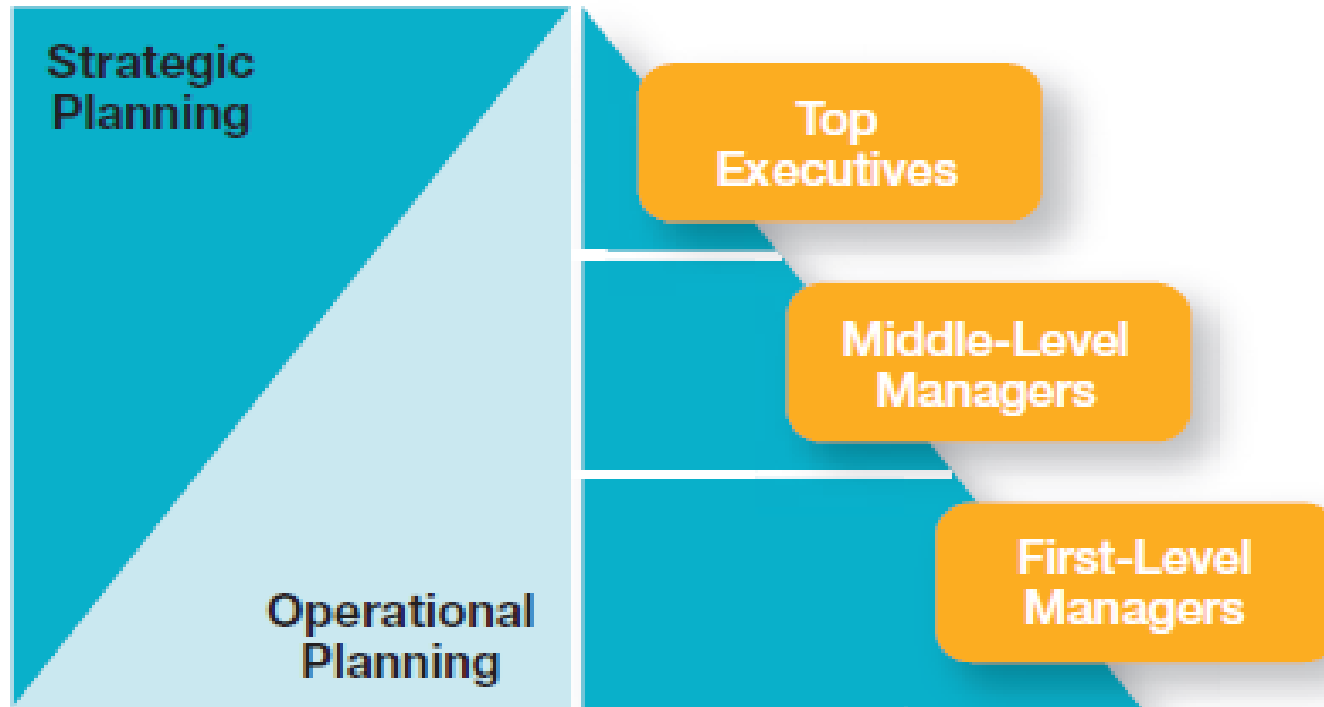 Strategic
Planning
Top
Executives
Middle-Level
Managers
First-Level
Managers
Operational
Planning